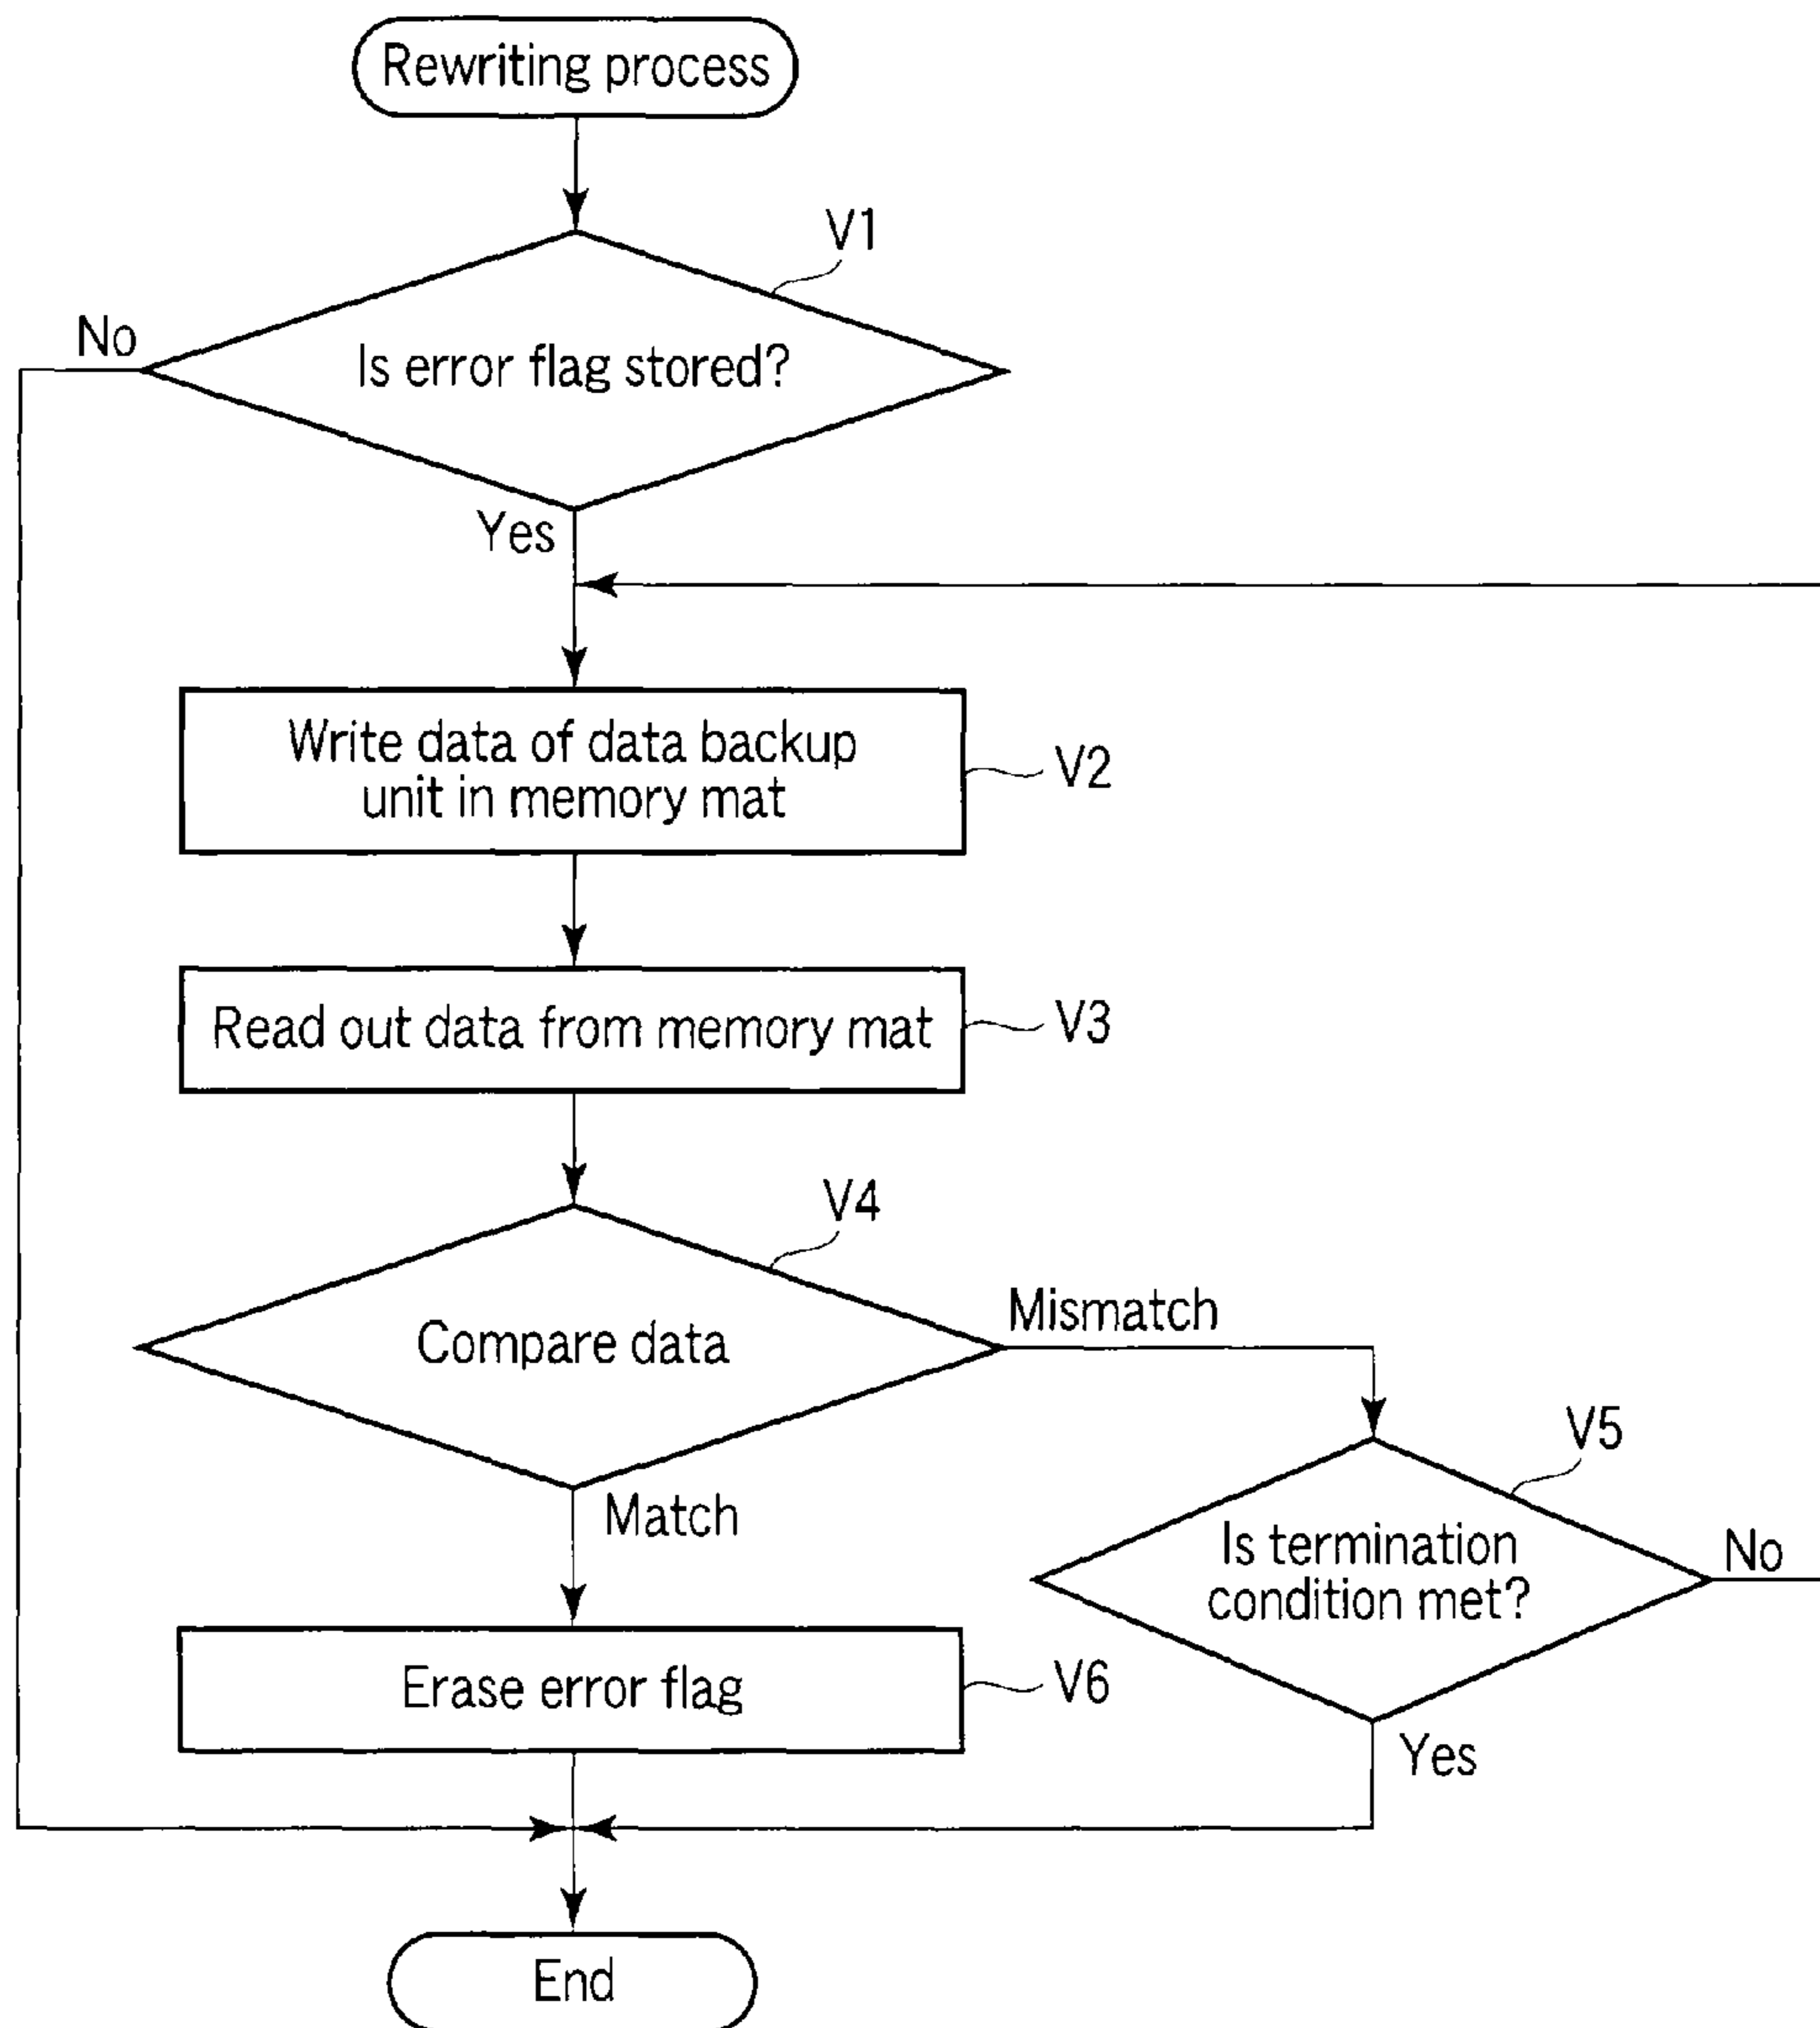 Rewriting process
V1
No
Is error flag stored?
Yes
Write data of data backup
unit in memory mat
V2
Read out data from memory mat
V3
V4
Compare data
Mismatch
V5
Match
Is termination
condition met?
No
Erase error flag
V6
Yes
End